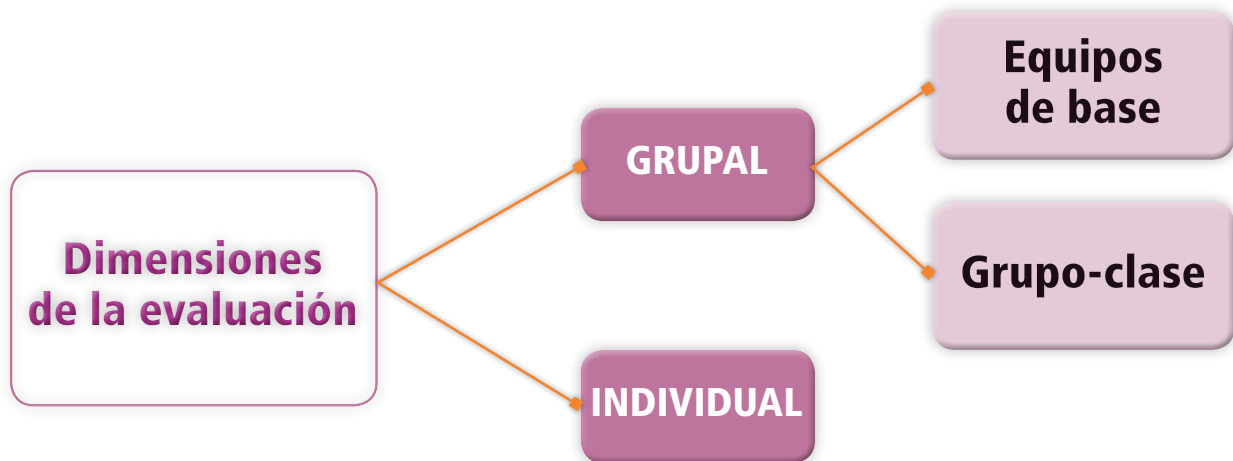 Dimensiones
de la evaluación
GRUPAL
INDIVIDUAL
Equipos
de base
Grupo-clase